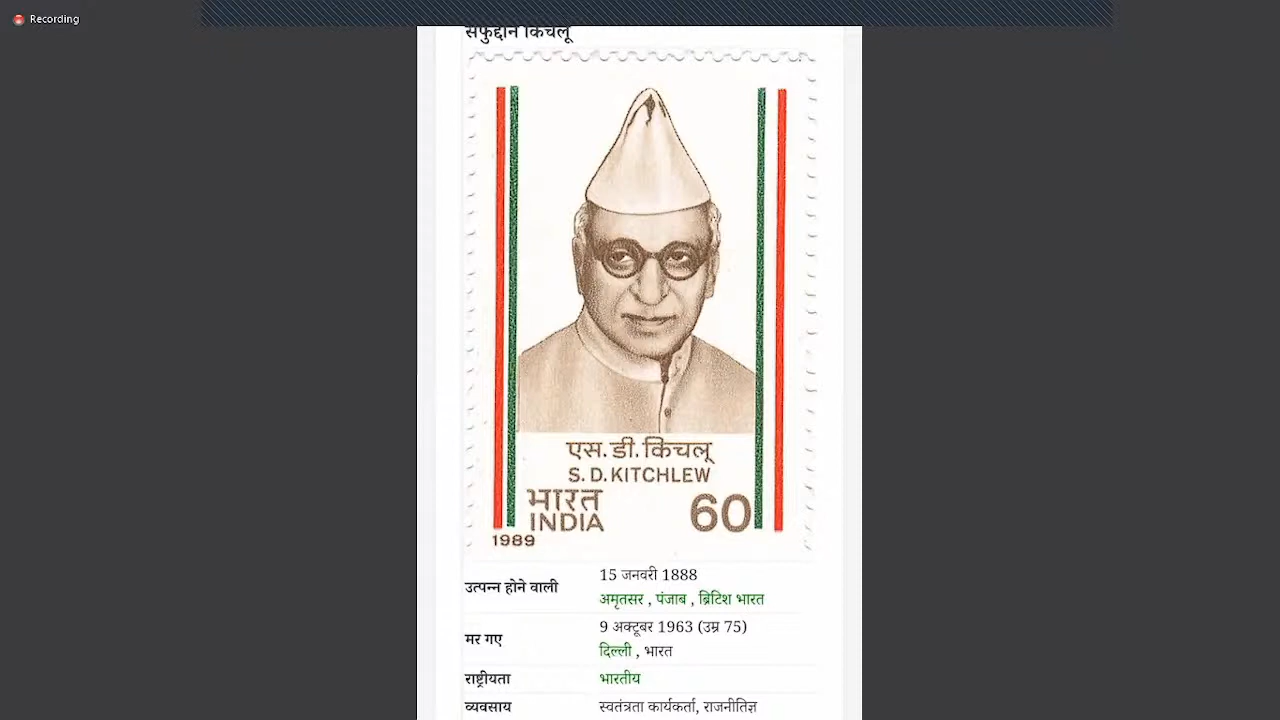 Recording
सैफुद्दीन किचलू
एस. डी. किचलू
S. D. KITCHLEW
भारत
INDIA
60
1989
उत्पन्न होने वाली
15 जनवरी 1888
अमृतसर , पंजाब , ब्रिटिश भारत
मर गए
9 अक्टूबर 1963 (उम्र 75)
दिल्ली , भारत
राष्ट्रीयता
भारतीय
व्यवसाय
स्वतंत्रता कार्यकर्ता, राजनीतिज्ञ